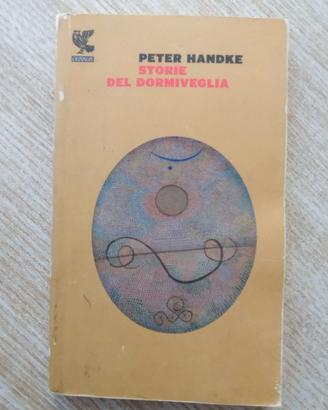 PETER HANDKE
STORIE
DEL DORMIVEGLIA